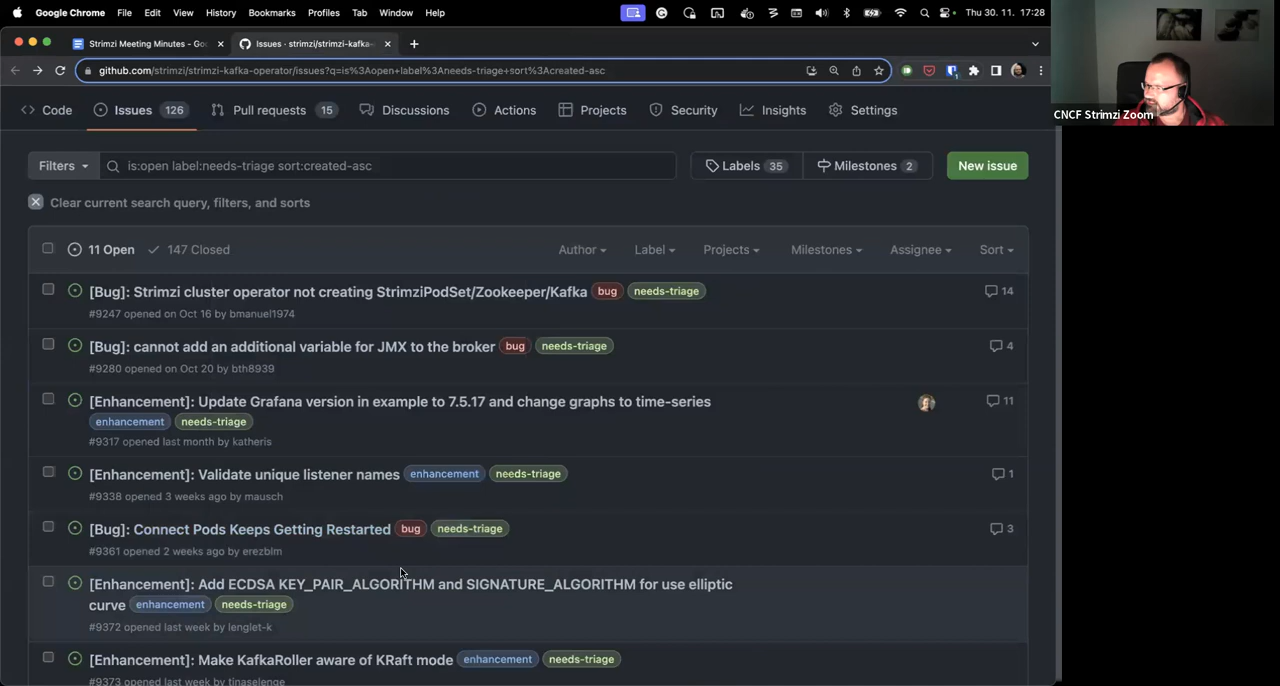 Google Chrome File Edit View History Bookmarks Profiles Tab Window Help Thu 30. 11. 17:28
Strimzi Meeting Minutes - Go
Issues · strimzi/strimzi-kafka-
github.com/strimzi/strimzi-kafka-operator/issues?q=is%3Aopen+label%3Aneeds-triage+sort%3Acreated-asc
CNCF Strimzi Zoom
Code Issues 126 Pull requests 15 Discussions Actions Projects Security Insights Settings
Filters is:open label:needs-triage sort:created-asc Labels 35 Milestones 2 New issue
Clear current search query, filters, and sorts
11 Open 147 Closed Author Label Projects Milestones Assignee Sort
[Bug]: Strimzi cluster operator not creating StrimziPodSet/Zookeeper/Kafka bug needs-triage 14
#9247 opened on Oct 16 by bmanuel1974
[Bug]: cannot add an additional variable for JMX to the broker bug needs-triage 4
#9280 opened on Oct 20 by bth8939
[Enhancement]: Update Grafana version in example to 7.5.17 and change graphs to time-series 11
enhancement needs-triage
#9317 opened last month by katheris
[Enhancement]: Validate unique listener names enhancement needs-triage 1
#9338 opened 3 weeks ago by mausch
[Bug]: Connect Pods Keeps Getting Restarted bug needs-triage 3
#9361 opened 2 weeks ago by erezblm
[Enhancement]: Add ECDSA KEY_PAIR_ALGORITHM and SIGNATURE_ALGORITHM for use elliptic
curve enhancement needs-triage
#9372 opened last week by lenglet-k
[Enhancement]: Make KafkaRoller aware of KRaft mode enhancement needs-triage
#9373 opened last week by tinaselenge